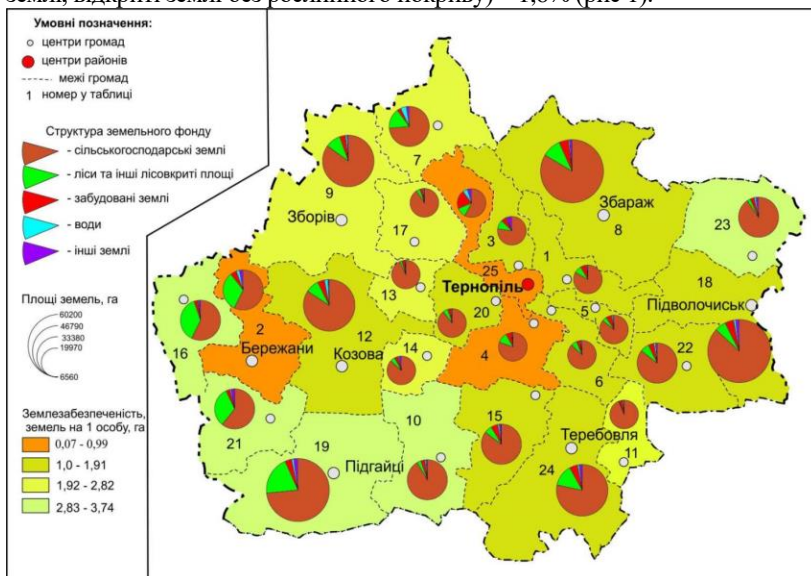 землі, відкриті землі без рослинного покриву) – 1,8% (рис 1).
Умовні позначення:
центри громад
центри районів
межі громад
1 номер у таблиці
Структура земельного фонду
- сільськогосподарські землі
- ліси та інші лісовкриті площі
- забудовані землі
- води
- інші землі
Площі земель, га
60200
46790
33380
19970
6560
Землезабезпеченість,
земель на 1 особу, га
0,07 - 0,99
1,0 - 1,91
1,92 - 2,82
2,83 - 3,74
7
9
Зборів
17
3
1
Збараж
8
23
25
Тернопіль
13
20
18
Підволочиськ
5
2
Бережани
16
12
Козова
14
4
6
22
21
19
Підгайці
10
15
Теребовля
24
11